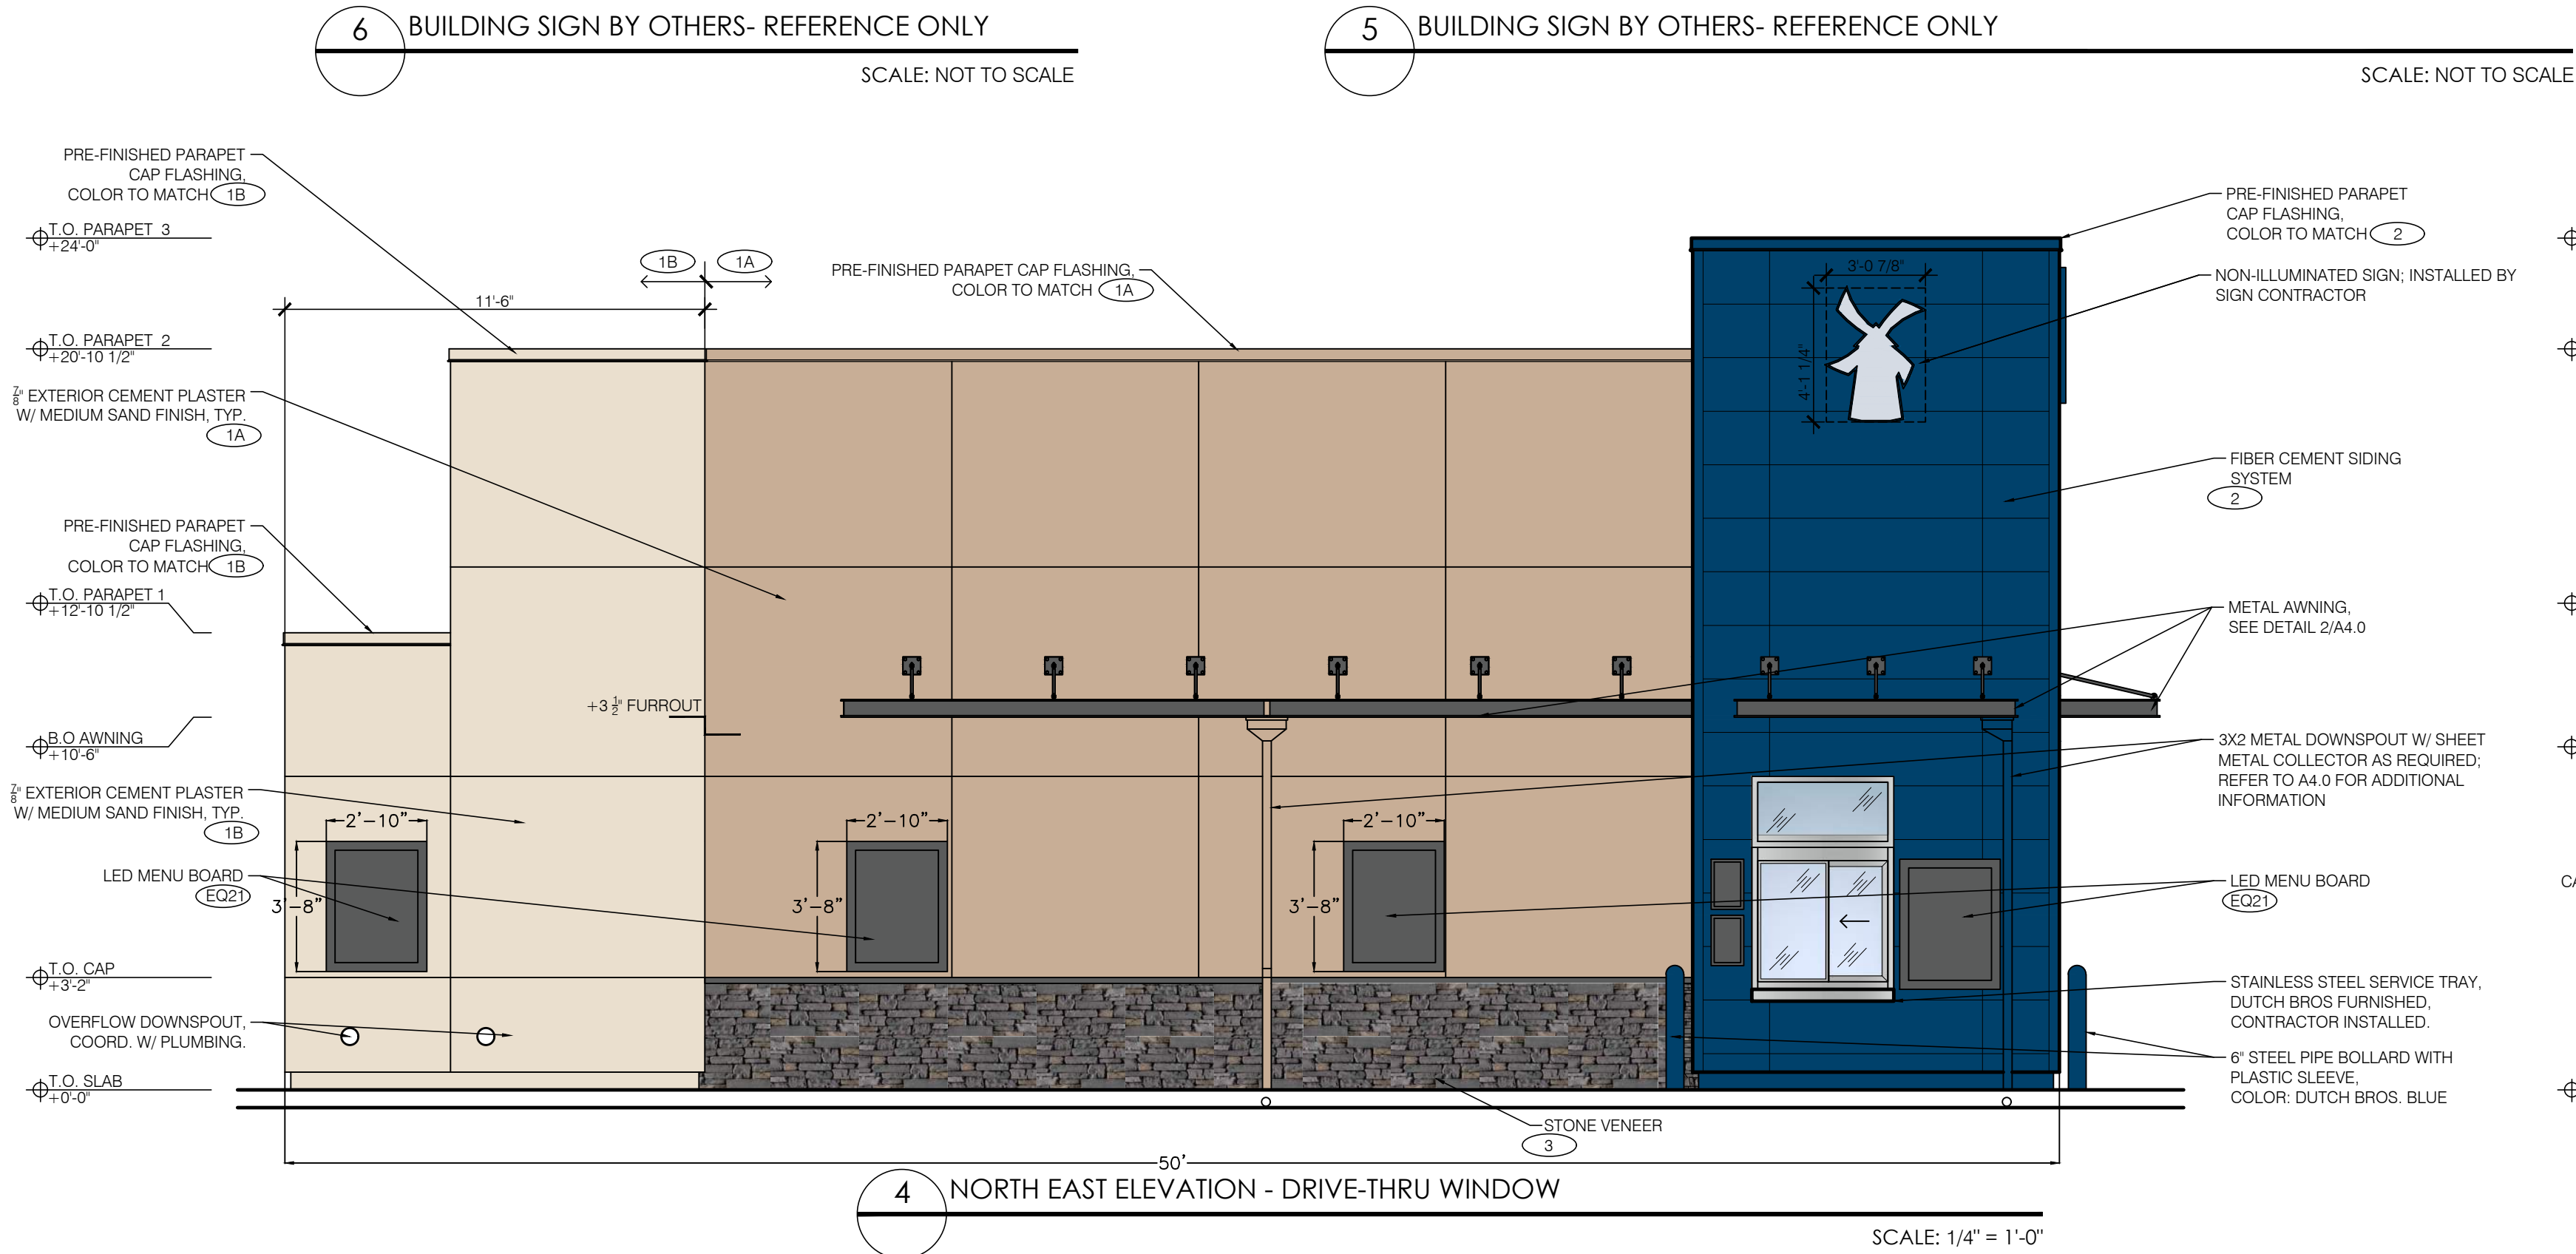 6
BUILDING SIGN BY OTHERS- REFERENCE ONLY
SCALE: NOT TO SCALE
5
BUILDING SIGN BY OTHERS- REFERENCE ONLY
SCALE: NOT TO SCALE
PRE-FINISHED PARAPET
CAP FLASHING,
COLOR TO MATCH 1B
T.O. PARAPET 3
+24'-0"
T.O. PARAPET 2
+20'-10 1/2"
7/8" EXTERIOR CEMENT PLASTER
W/ MEDIUM SAND FINISH, TYP.
1A
PRE-FINISHED PARAPET
CAP FLASHING,
COLOR TO MATCH 1B
T.O. PARAPET 1
+12'-10 1/2"
B.O AWNING
+10'-6"
7/8" EXTERIOR CEMENT PLASTER
W/ MEDIUM SAND FINISH, TYP.
1B
LED MENU BOARD
EQ21
T.O. CAP
+3'-2"
OVERFLOW DOWNSPOUT,
COORD. W/ PLUMBING.
T.O. SLAB
+0'-0"
11'-6"
1B 1A
PRE-FINISHED PARAPET CAP FLASHING,
COLOR TO MATCH 1A
+3 1/2" FURROUT
2'-10"
3'-8"
2'-10"
3'-8"
2'-10"
3'-8"
3'-0 7/8"
4'-1 1/4"
PRE-FINISHED PARAPET
CAP FLASHING,
COLOR TO MATCH 2
NON-ILLUMINATED SIGN; INSTALLED BY
SIGN CONTRACTOR
FIBER CEMENT SIDING
SYSTEM
2
METAL AWNING,
SEE DETAIL 2/A4.0
3X2 METAL DOWNSPOUT W/ SHEET
METAL COLLECTOR AS REQUIRED;
REFER TO A4.0 FOR ADDITIONAL
INFORMATION
LED MENU BOARD
EQ21
CA
STAINLESS STEEL SERVICE TRAY,
DUTCH BROS FURNISHED,
CONTRACTOR INSTALLED.
6" STEEL PIPE BOLLARD WITH
PLASTIC SLEEVE,
COLOR: DUTCH BROS. BLUE
STONE VENEER
3
50'
4
NORTH EAST ELEVATION - DRIVE-THRU WINDOW
SCALE: 1/4" = 1'-0"